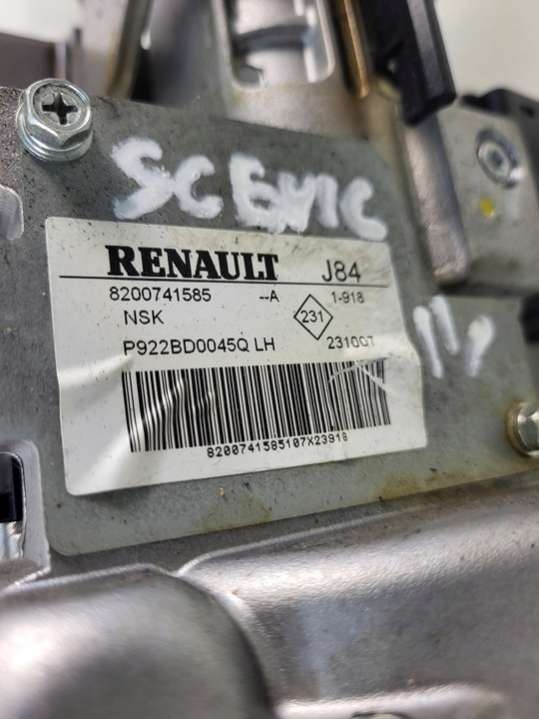 SCENIC
RENAULT J84
8200741585 --A 1-918
NSK 231
P922BD0045Q LH 231007
8200741585107X23918